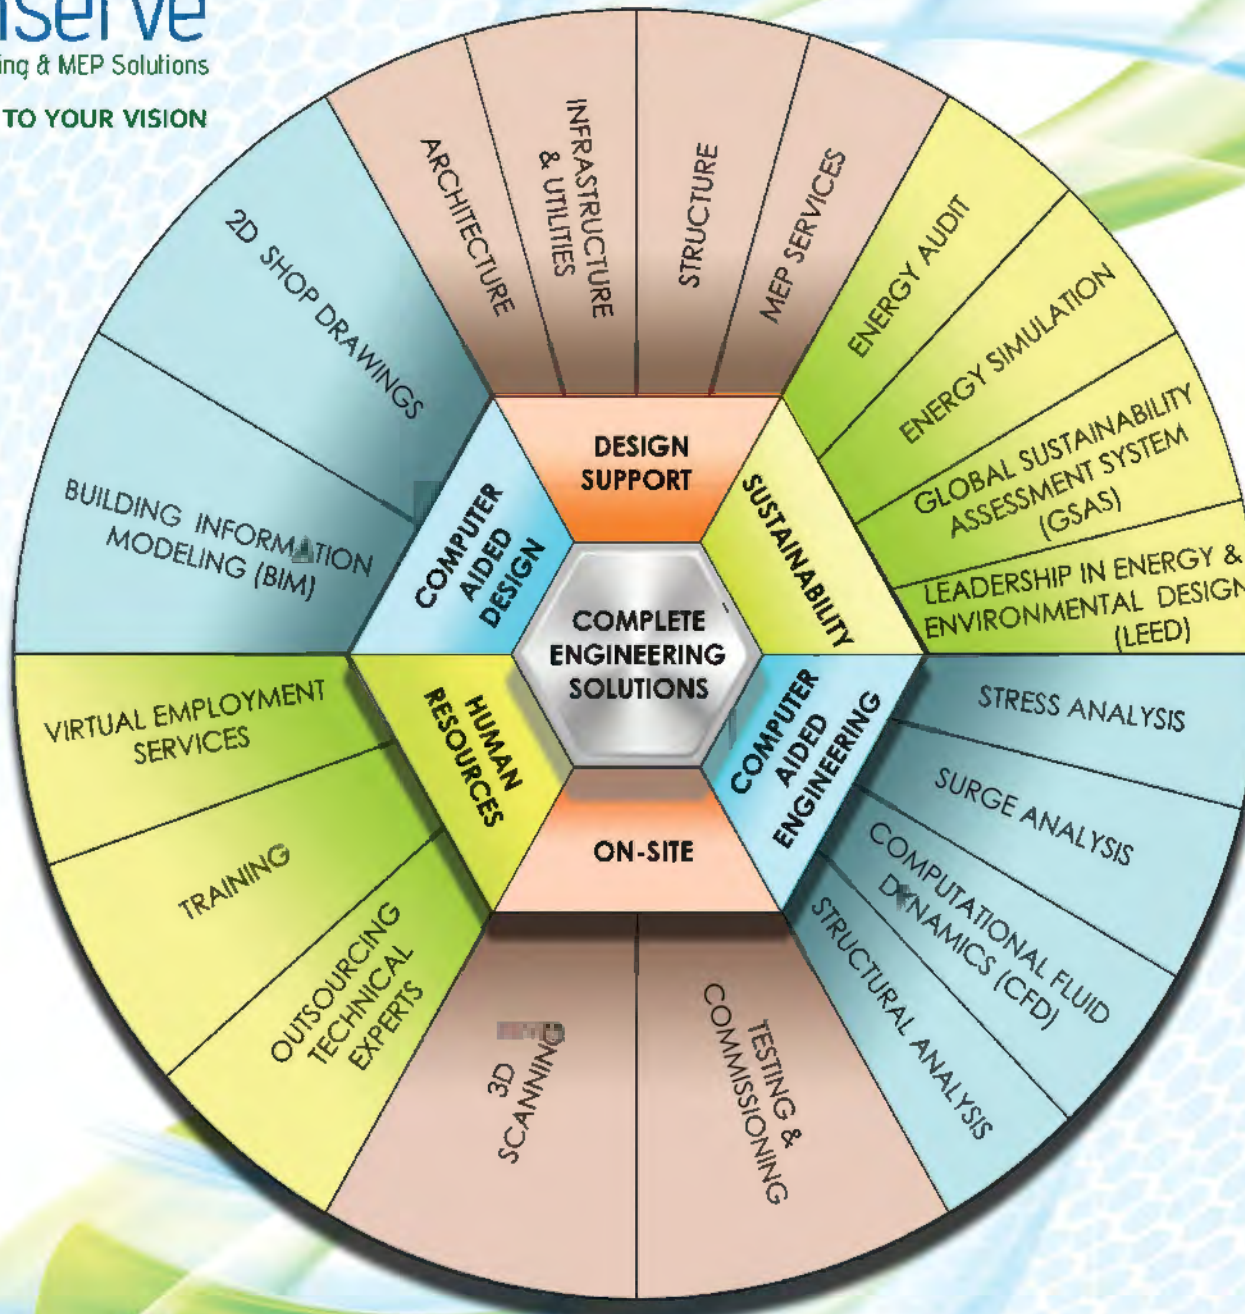 nserve
ing & MEP Solutions
TO YOUR VISION
ARCHITECTURE
INFRASTRUCTURE
& UTILITIES
STRUCTURE
MEP SERVICES
DESIGN
SUPPORT
ENERGY AUDIT
ENERGY SIMULATION
GLOBAL SUSTAINABILITY
ASSESSMENT SYSTEM
(GSAS)
LEADERSHIP IN ENERGY &
ENVIRONMENTAL DESIGN
(LEED)
SUSTAINABILITY
STRESS ANALYSIS
SURGE ANALYSIS
COMPUTATIONAL FLUID
DYNAMICS (CFD)
STRUCTURAL ANALYSIS
COMPUTER
AIDED
ENGINEERING
TESTING &
COMMISSIONING
3D
SCANNING
ON-SITE
OUTSOURCING
TECHNICAL
EXPERTS
TRAINING
VIRTUAL EMPLOYMENT
SERVICES
HUMAN
RESOURCES
BUILDING INFORMATION
MODELING (BIM)
2D SHOP DRAWINGS
COMPUTER
AIDED
DESIGN
COMPLETE
ENGINEERING
SOLUTIONS